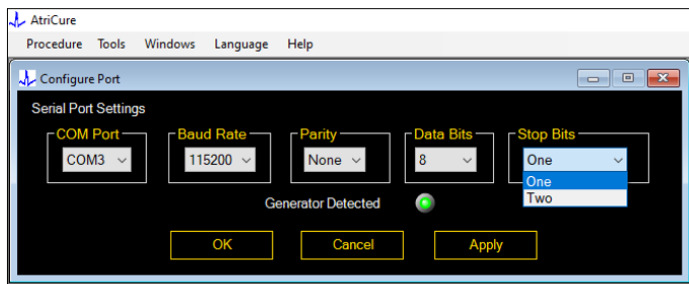 AtriCure
Procedure Tools Windows Language Help
Configure Port
Serial Port Settings
COM Port Baud Rate Parity Data Bits Stop Bits
COM3 115200 None 8 One
One
Generator Detected Two
OK Cancel Apply